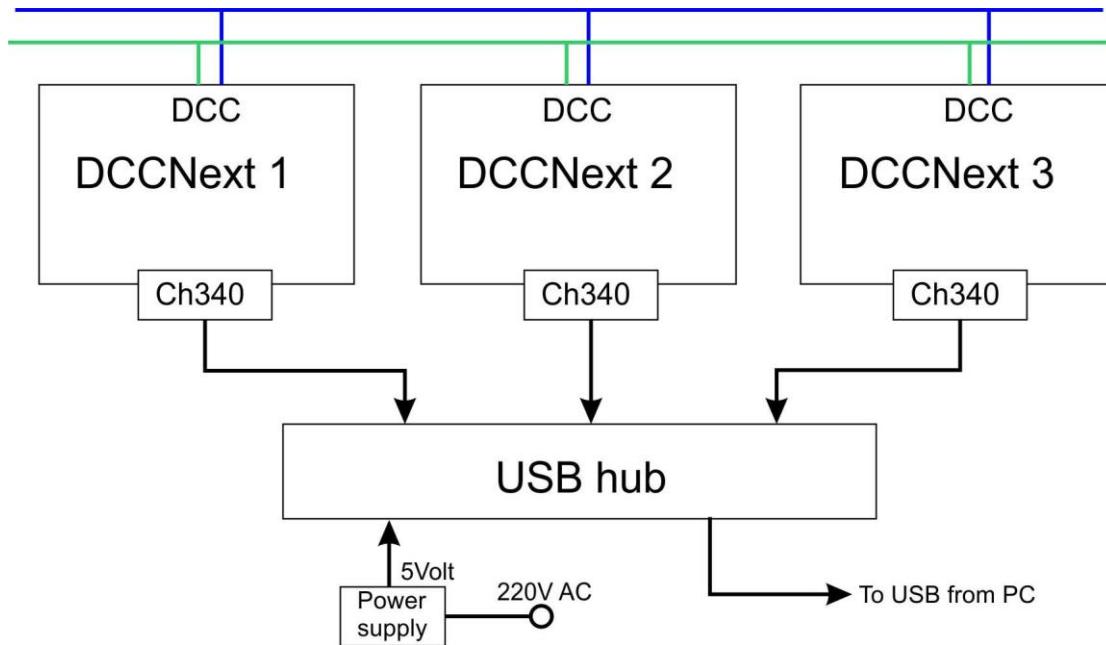 DCC
DCCNext 1
Ch340
DCC
DCCNext 2
Ch340
DCC
DCCNext 3
Ch340
USB hub
5Volt
Power
supply
220V AC
To USB from PC